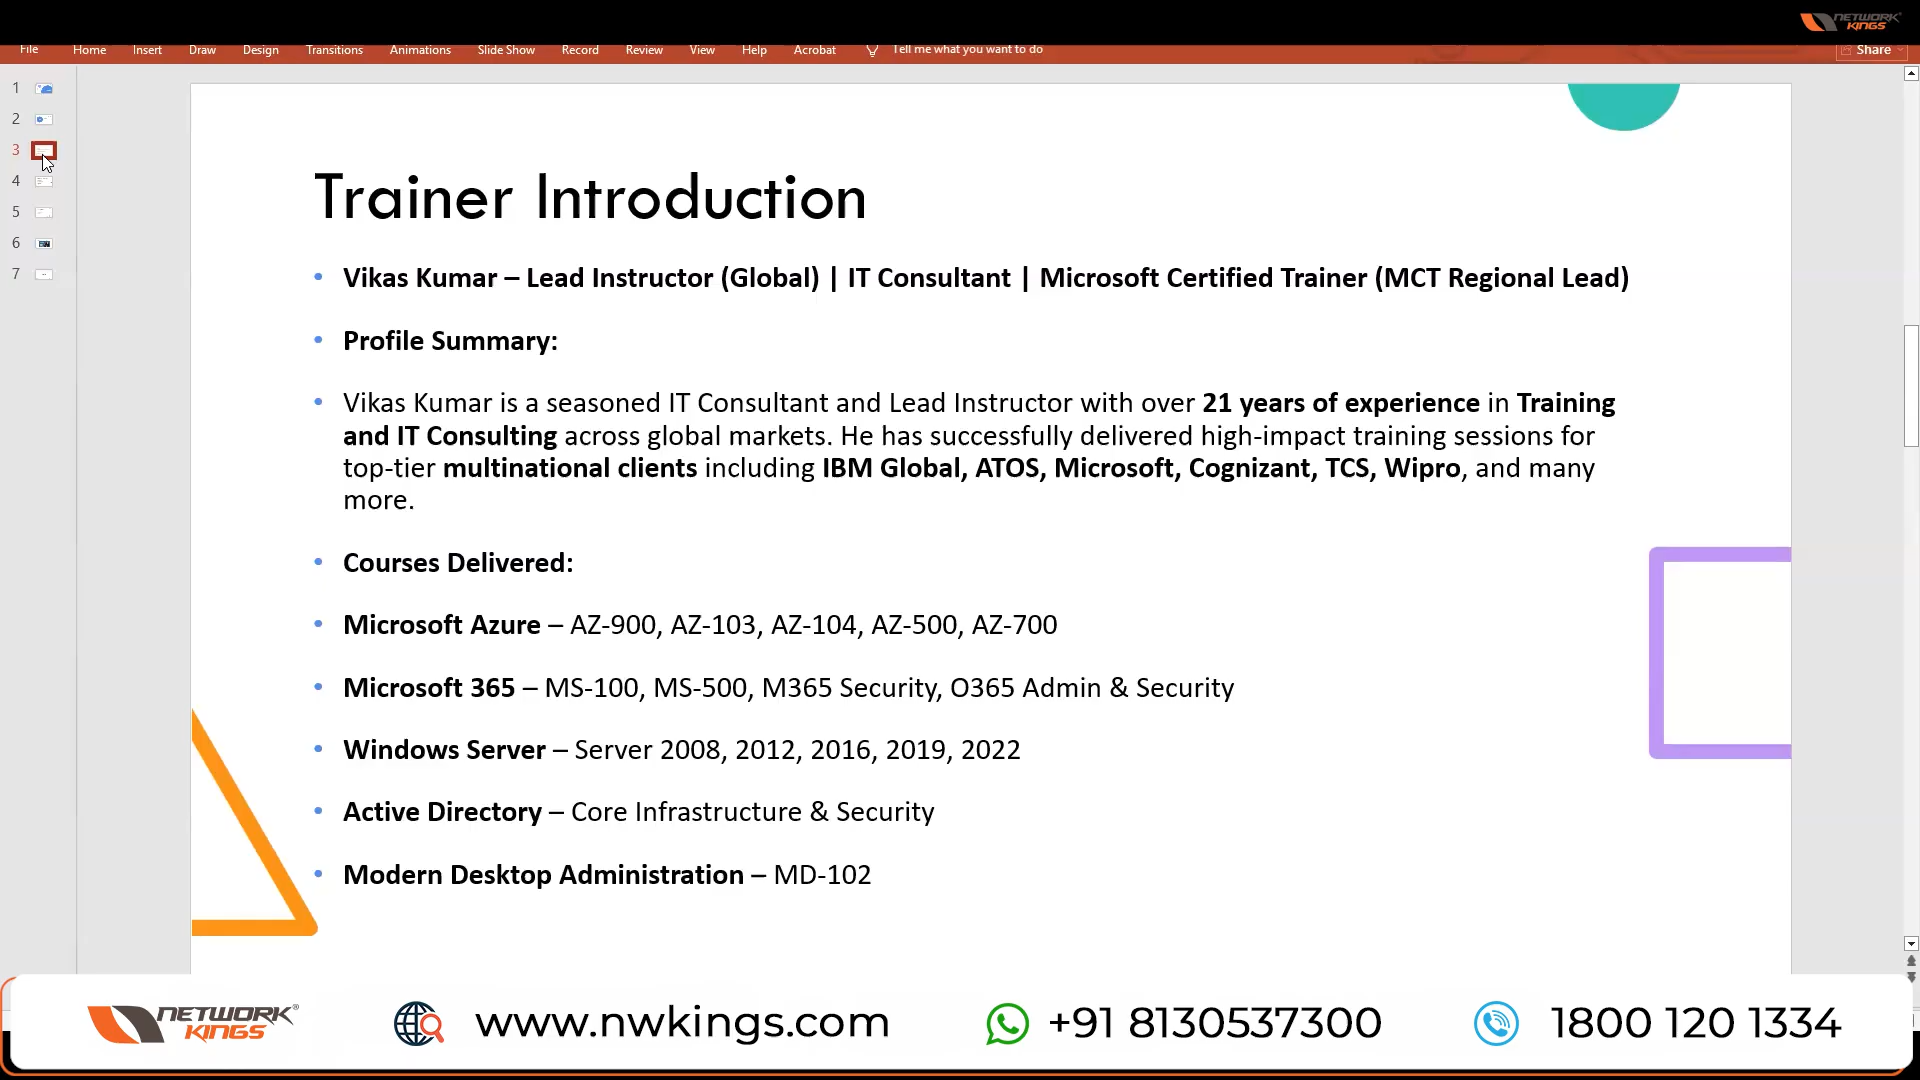 NETWORK KINGS
File Home Insert Draw Design Transitions Animations Slide Show Record Review View Help Acrobat Tell me what you want to do Share
1
2
3
4
5
6
7
Trainer Introduction
• Vikas Kumar – Lead Instructor (Global) | IT Consultant | Microsoft Certified Trainer (MCT Regional Lead)
• Profile Summary:
• Vikas Kumar is a seasoned IT Consultant and Lead Instructor with over 21 years of experience in Training
and IT Consulting across global markets. He has successfully delivered high-impact training sessions for
top-tier multinational clients including IBM Global, ATOS, Microsoft, Cognizant, TCS, Wipro, and many
more.
• Courses Delivered:
• Microsoft Azure – AZ-900, AZ-103, AZ-104, AZ-500, AZ-700
• Microsoft 365 – MS-100, MS-500, M365 Security, O365 Admin & Security
• Windows Server – Server 2008, 2012, 2016, 2019, 2022
• Active Directory – Core Infrastructure & Security
• Modern Desktop Administration – MD-102
NETWORK®
KINGS
www.nwkings.com
+91 8130537300
1800 120 1334